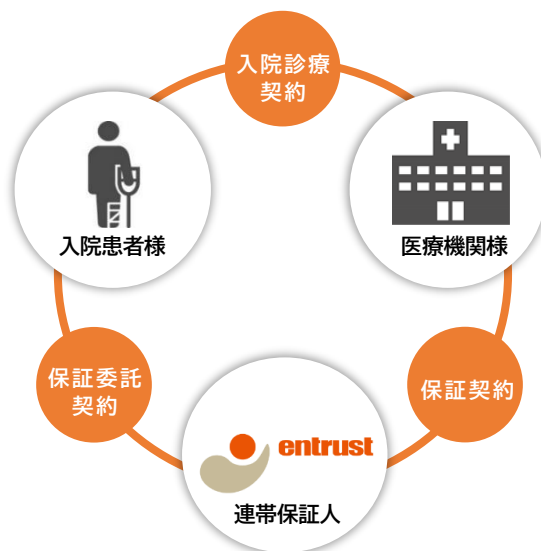 入院診療
契約
入院患者様
医療機関様
保証委託
契約
保証契約
entrust
連帯保証人